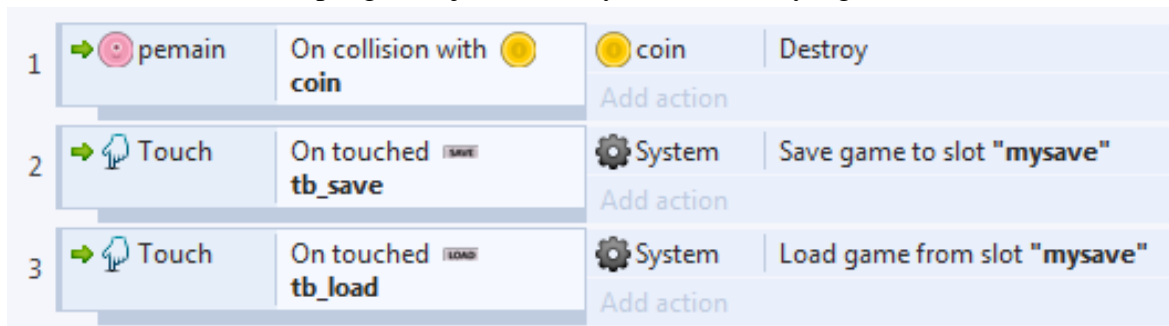 1 pemain On collision with coin coin Destroy
Add action
2 Touch On touched SAVE tb_save System Save game to slot "mysave"
Add action
3 Touch On touched LOAD tb_load System Load game from slot "mysave"
Add action